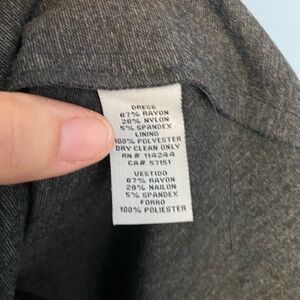 DRESS
67% RAYON
28% NYLON
5% SPANDEX
LINING
100% POLYESTER
DRY CLEAN ONLY
RN# 114244
CA# 57151
VESTIDO
67% RAYON
28% NAILON
5% SPANDEX
FORRO
100% POLIESTER